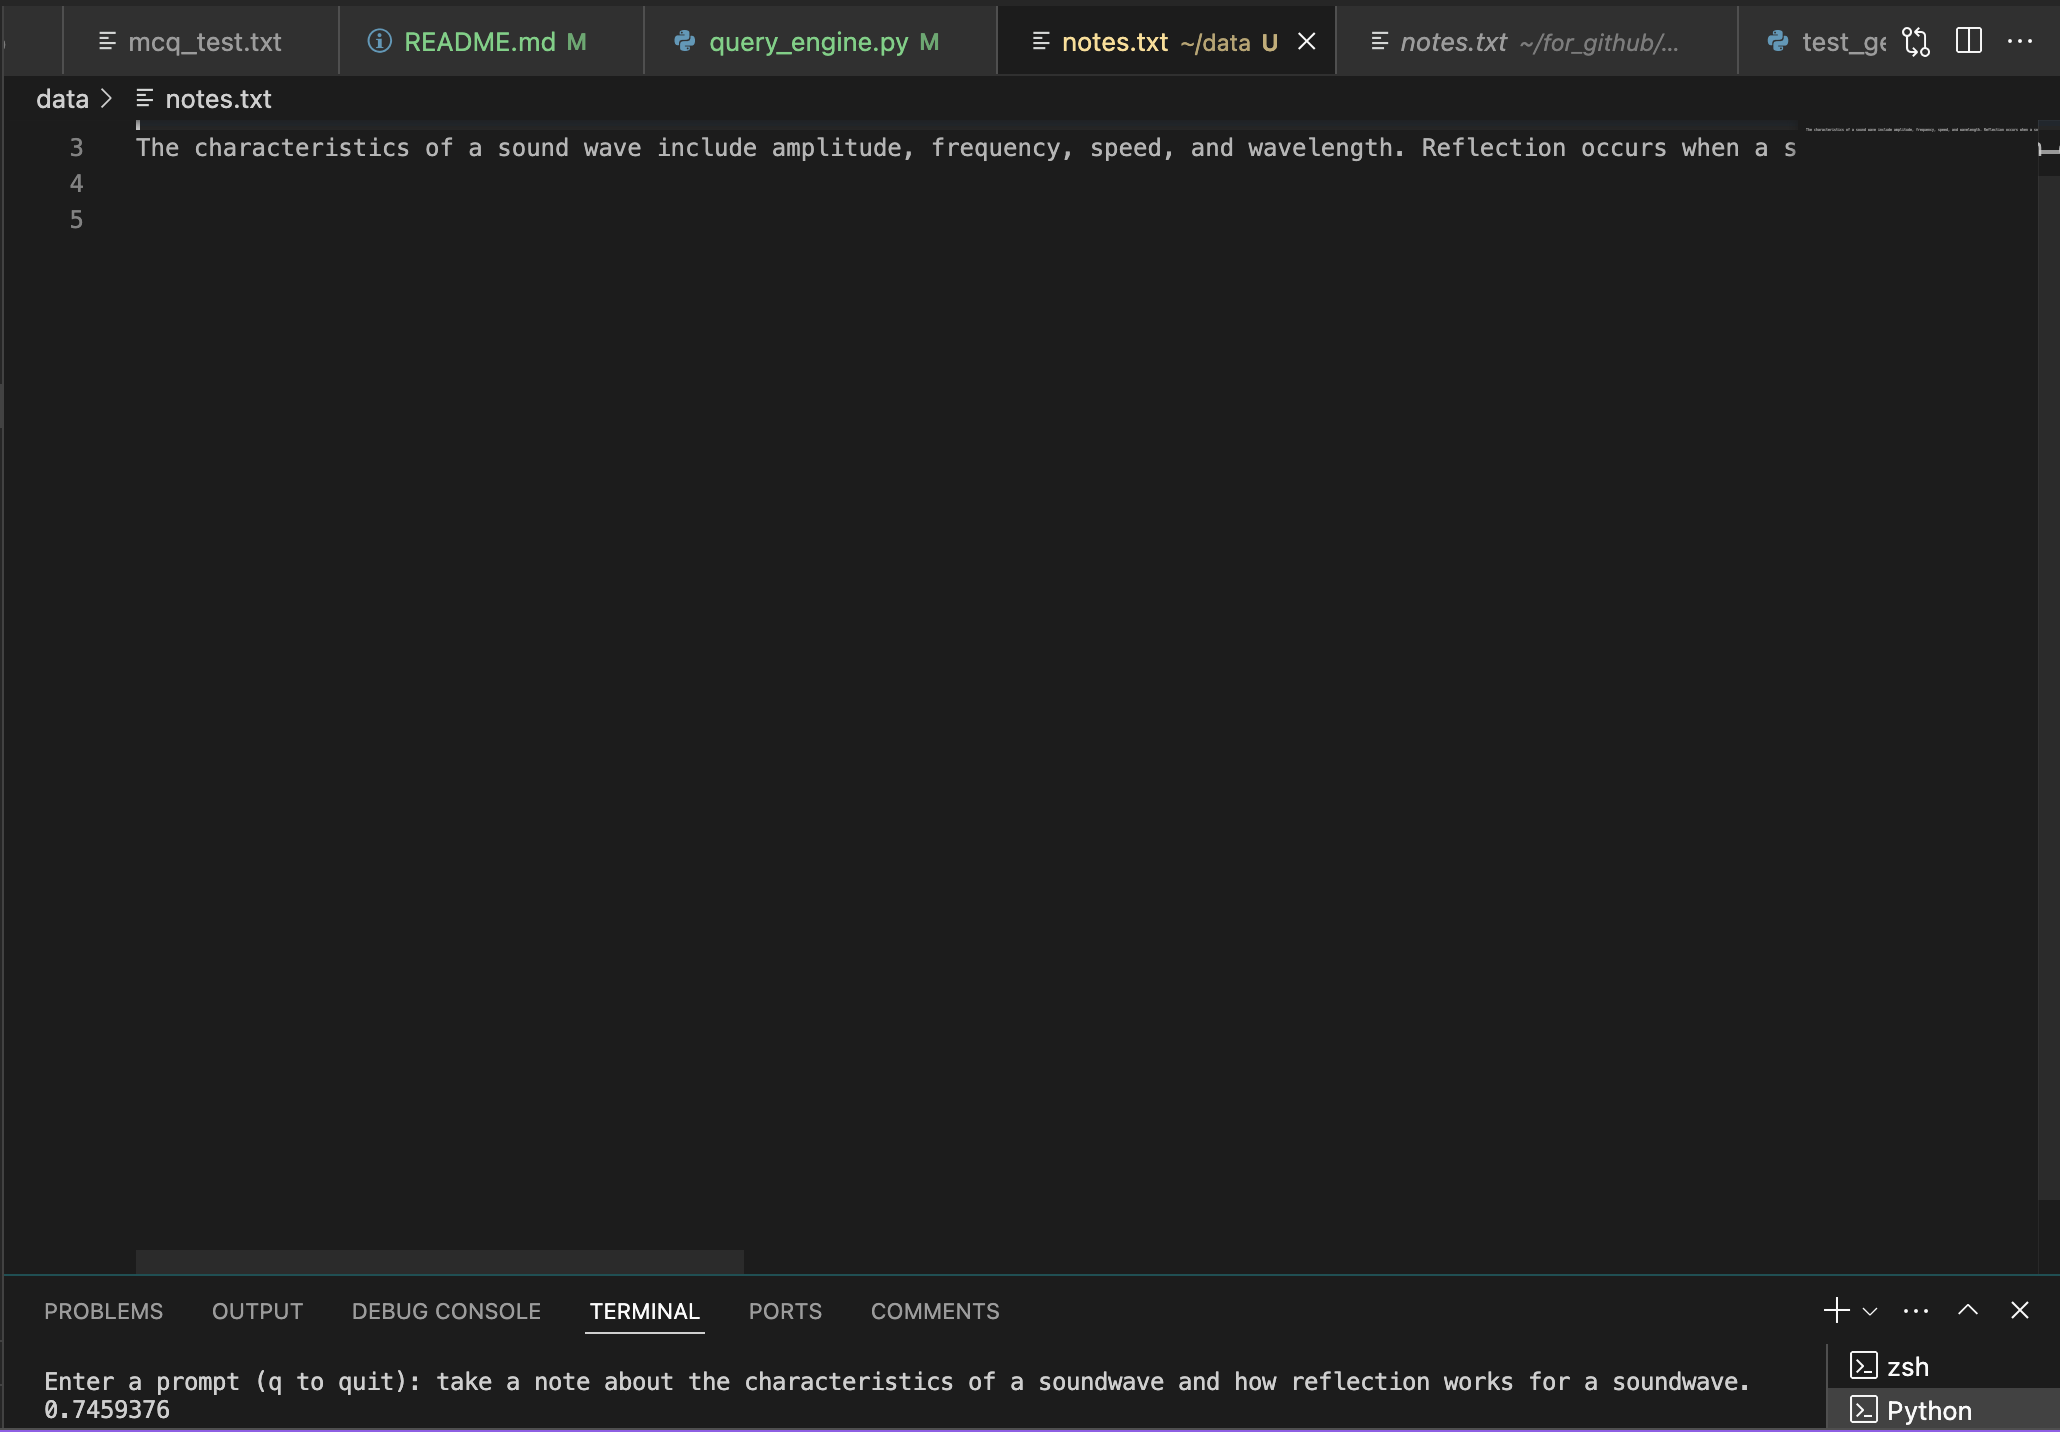 mcq_test.txt
README.md M
query_engine.py M
notes.txt ~/data U
notes.txt ~/for_github/...
test_ge
data > notes.txt
3 The characteristics of a sound wave include amplitude, frequency, speed, and wavelength. Reflection occurs when a s
4
5
PROBLEMS OUTPUT DEBUG CONSOLE TERMINAL PORTS COMMENTS
Enter a prompt (q to quit): take a note about the characteristics of a soundwave and how reflection works for a soundwave.
0.7459376
zsh
Python